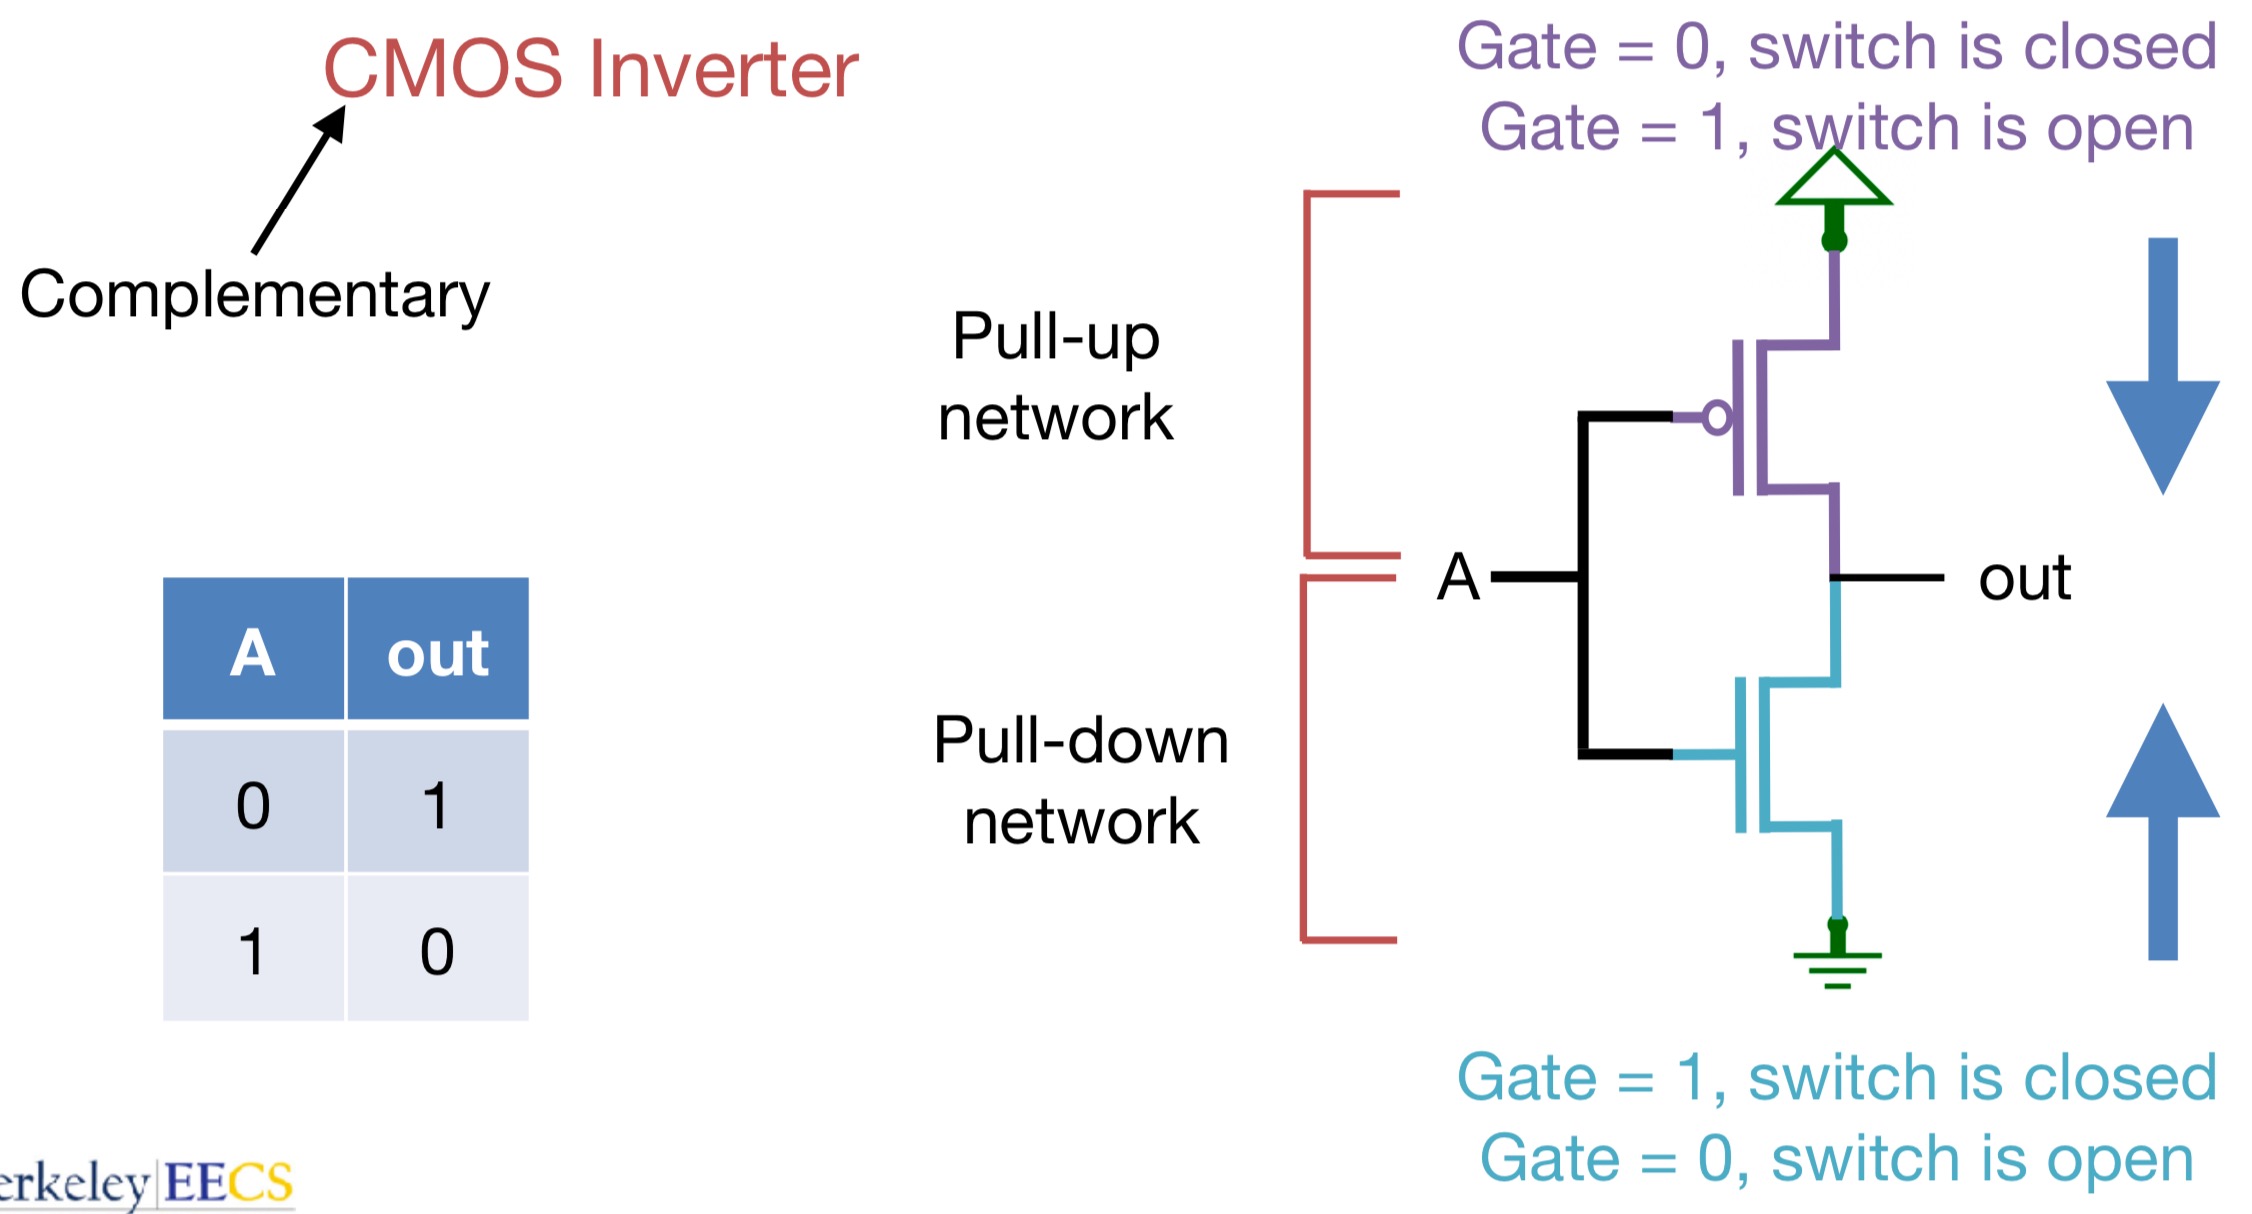 CMOS Inverter
Complementary
Gate = 0, switch is closed
Gate = 1, switch is open
Pull-up
network
A
out
Pull-down
network
A out
0 1
1 0
Gate = 1, switch is closed
Gate = 0, switch is open
erkeley EECS